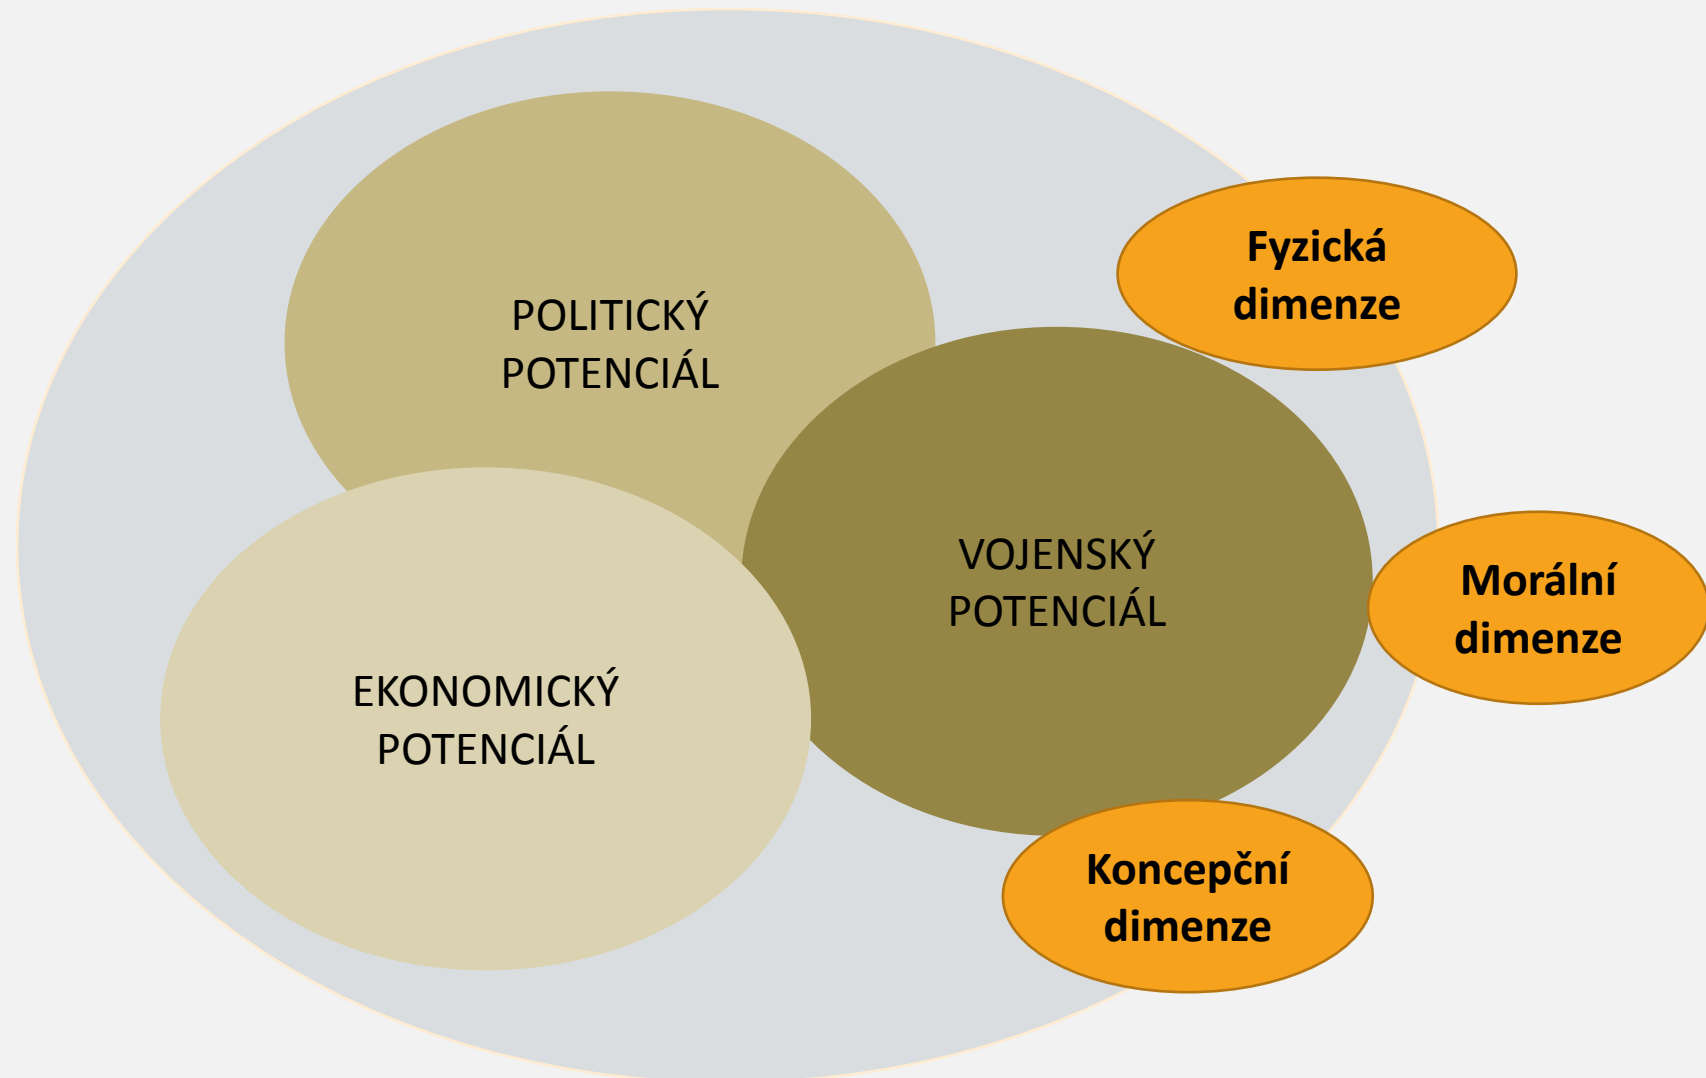 POLITICKÝ
POTENCIÁL
Fyzická
dimenze
VOJENSKÝ
POTENCIÁL
Morální
dimenze
EKONOMICKÝ
POTENCIÁL
Koncepční
dimenze